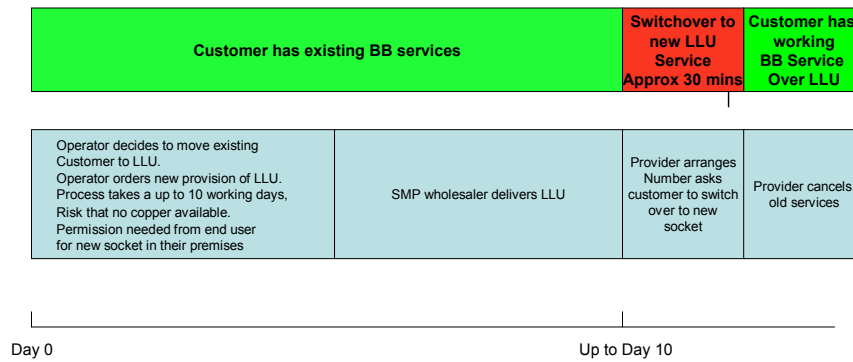 Customer has existing BB services
Switchover to
new LLU
Service
Approx 30 mins
Customer has
working
BB Service
Over LLU
Operator decides to move existing
Customer to LLU.
Operator orders new provision of LLU.
Process takes a up to 10 working days,
Risk that no copper available.
Permission needed from end user
for new socket in their premises
SMP wholesaler delivers LLU
Provider arranges
Number asks
customer to switch
over to new
socket
Provider cancels
old services
Day 0
Up to Day 10